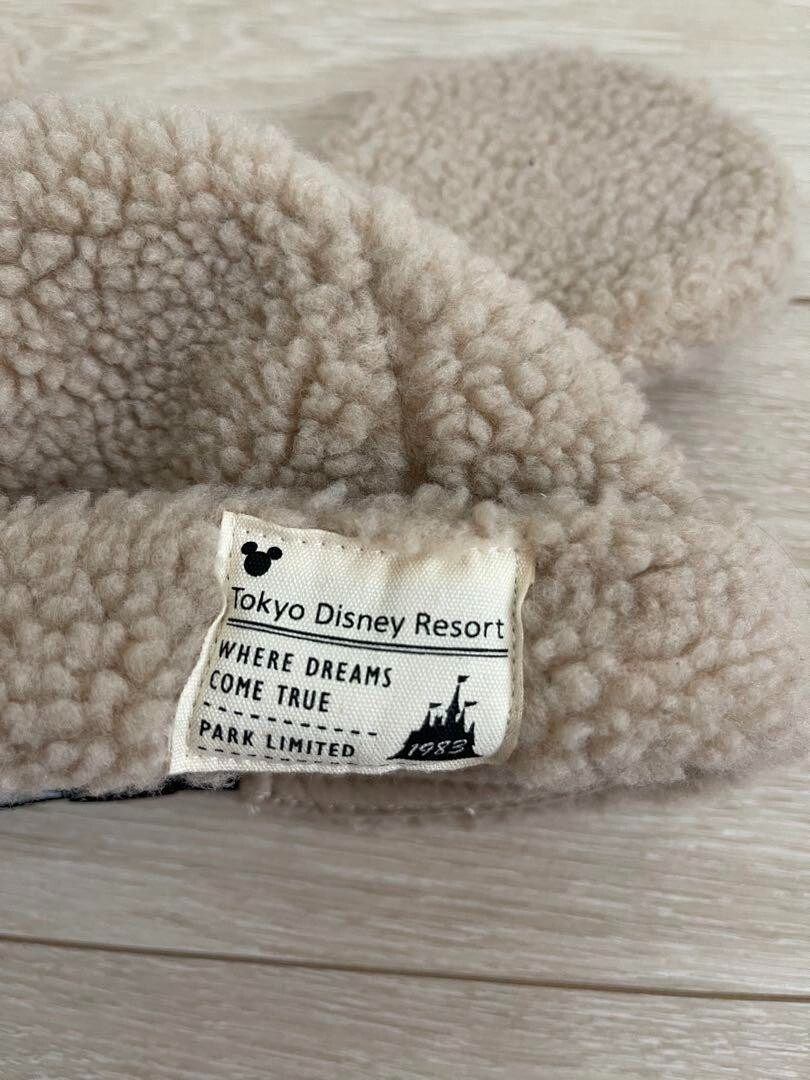 Tokyo Disney Resort
WHERE DREAMS
COME TRUE
PARK LIMITED
1983